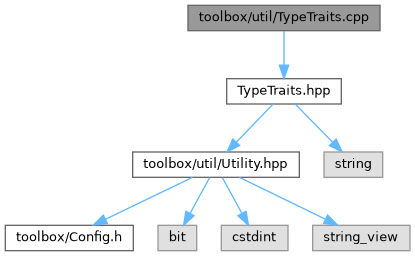 toolbox/util/TypeTraits.cpp
TypeTraits.hpp
toolbox/util/Utility.hpp
string
toolbox/Config.h
bit
cstdint
string_view